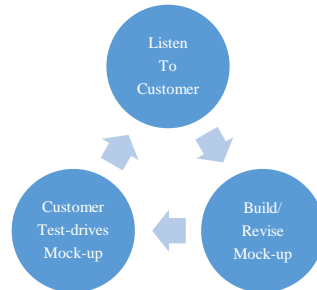 Listen
To
Customer
Customer
Test-drives
Mock-up
Build/
Revise
Mock-up